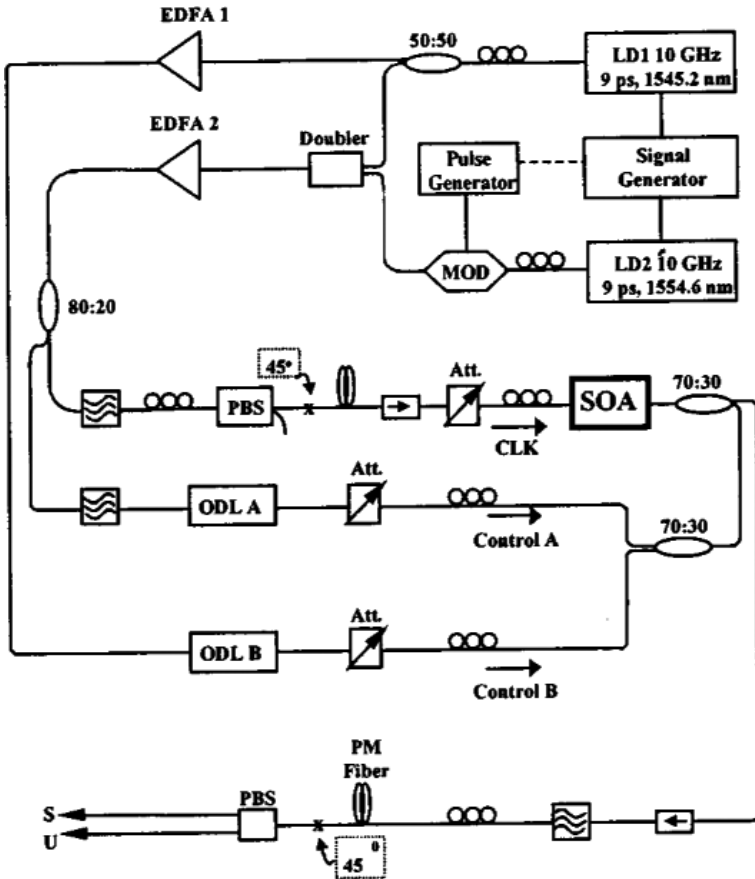 EDFA 1
50:50
LD1 10 GHz
9 ps, 1545.2 nm
EDFA 2
Doubler
Pulse
Generator
Signal
Generator
MOD
LD2 10 GHz
9 ps, 1554.6 nm
80:20
45°
PBS
Att.
CLK
SOA
70:30
ODL A
Att.
Control A
70:30
ODL B
Att.
Control B
PM
Fiber
PBS
S
U
45 0